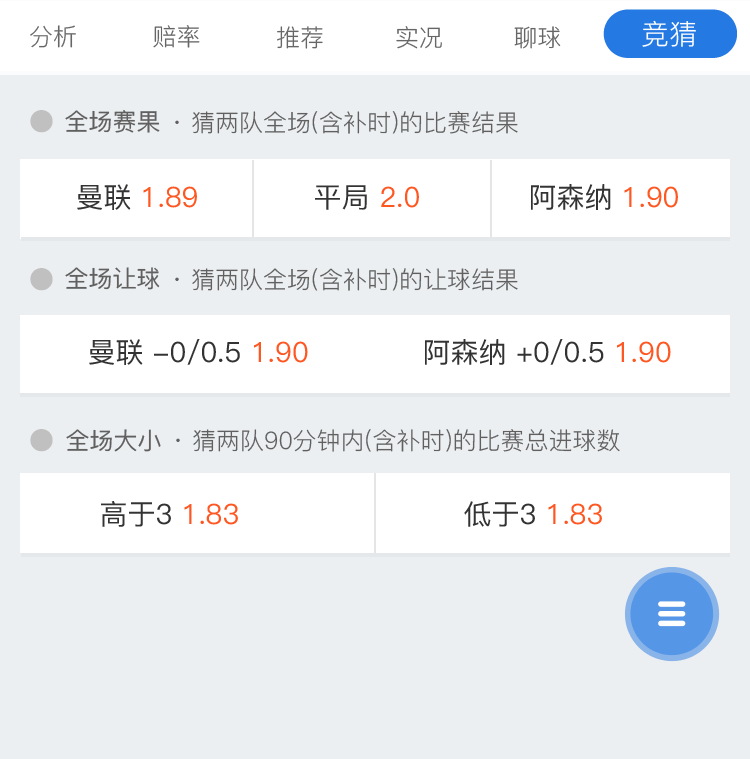 分析 赔率 推荐 实况 聊球 竞猜
全场赛果 · 猜两队全场(含补时)的比赛结果
曼联 1.89 平局 2.0 阿森纳 1.90
全场让球 · 猜两队全场(含补时)的让球结果
曼联 -0/0.5 1.90 阿森纳 +0/0.5 1.90
全场大小 · 猜两队90分钟内(含补时)的比赛总进球数
高于3 1.83 低于3 1.83